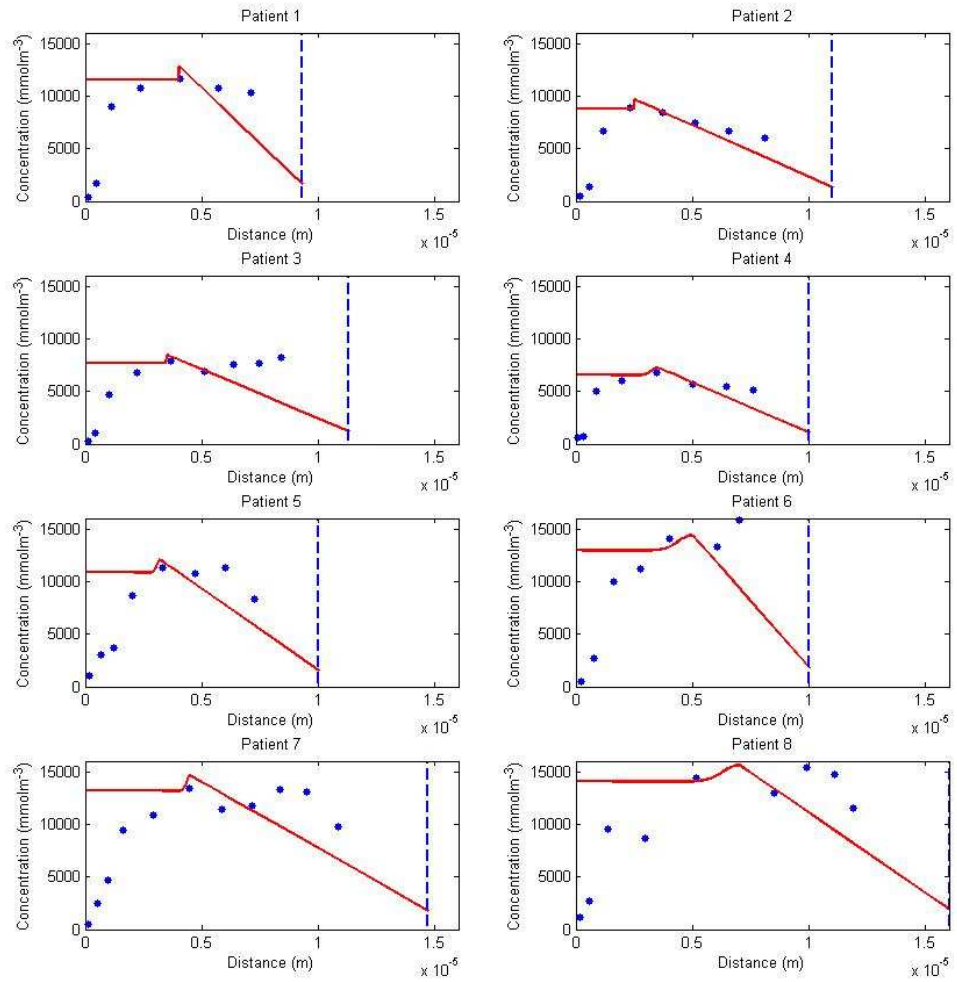 Patient 1
Concentration (mmolm⁻³)
15000
10000
5000
0
0 0.5 1 1.5
x 10⁻⁵
Distance (m)
Patient 2
Concentration (mmolm⁻³)
15000
10000
5000
0
0 0.5 1 1.5
x 10⁻⁵
Distance (m)
Patient 3
Concentration (mmolm⁻³)
15000
10000
5000
0
0 0.5 1 1.5
x 10⁻⁵
Distance (m)
Patient 4
Concentration (mmolm⁻³)
15000
10000
5000
0
0 0.5 1 1.5
x 10⁻⁵
Distance (m)
Patient 5
Concentration (mmolm⁻³)
15000
10000
5000
0
0 0.5 1 1.5
x 10⁻⁵
Distance (m)
Patient 6
Concentration (mmolm⁻³)
15000
10000
5000
0
0 0.5 1 1.5
x 10⁻⁵
Distance (m)
Patient 7
Concentration (mmolm⁻³)
15000
10000
5000
0
0 0.5 1 1.5
x 10⁻⁵
Distance (m)
Patient 8
Concentration (mmolm⁻³)
15000
10000
5000
0
0 0.5 1 1.5
x 10⁻⁵
Distance (m)